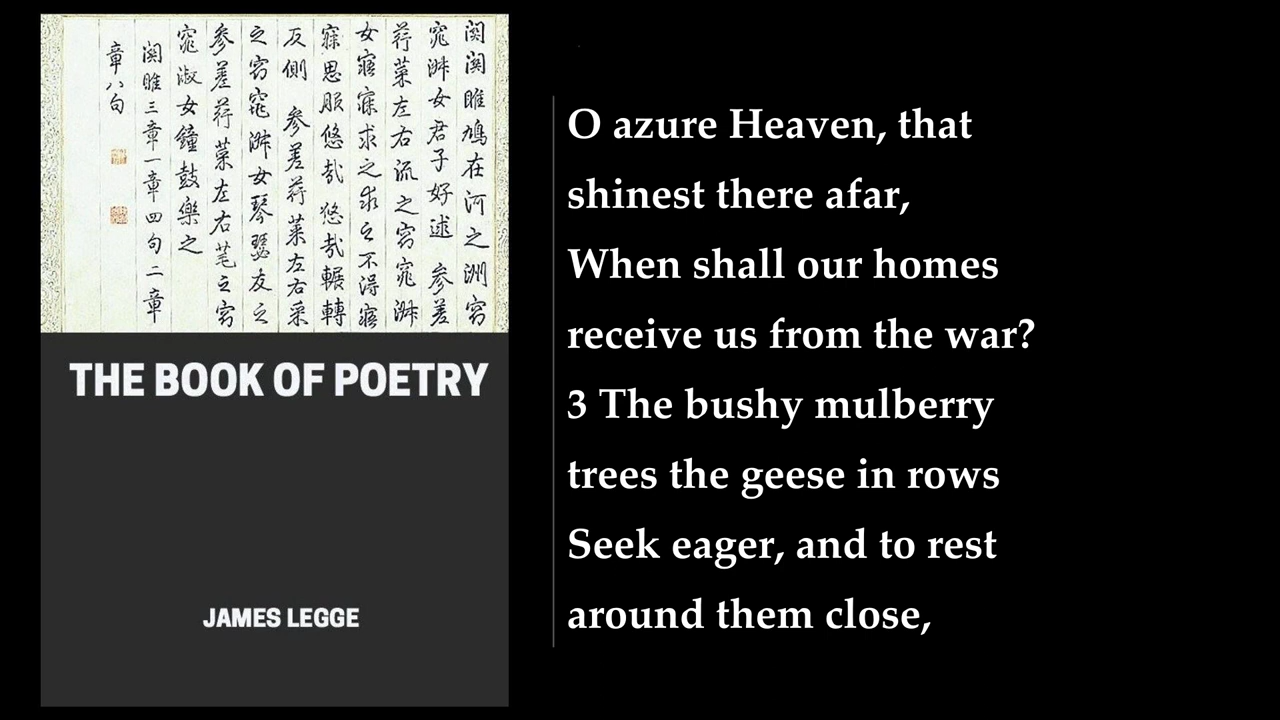 关关雎鳩在河之洲窈
窕淑女君子好逑 參差
荇菜左右流之窈窕淑
女寤寐求之求之不得寤
寐思服悠哉悠哉輾轉
反側 參差荇菜左右采
之窈窕淑女琴瑟友之
參差荇菜左右芼之窈
窕淑女鐘鼓樂之
关雎三章一章四句二章
章八句
THE BOOK OF POETRY
JAMES LEGGE
O azure Heaven, that
shinest there afar,
When shall our homes
receive us from the war?
3 The bushy mulberry
trees the geese in rows
Seek eager, and to rest
around them close,